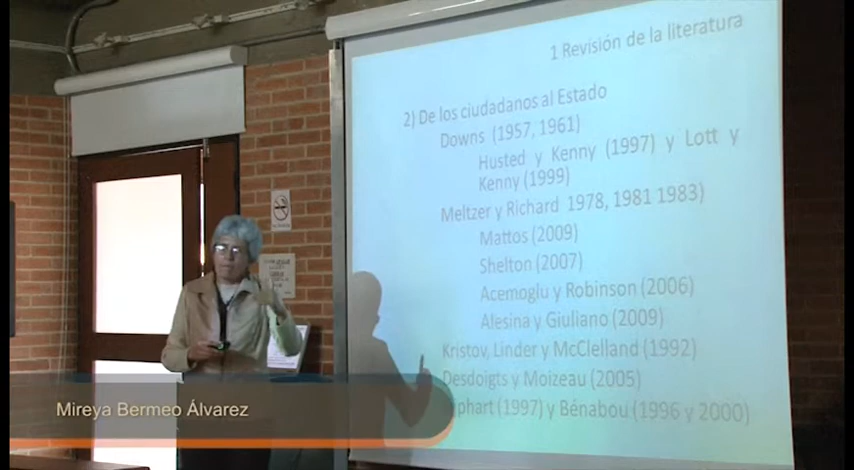 1 Revisión de la literatura
2) De los ciudadanos al Estado
Downs (1957, 1961)
Husted y Kenny (1997) y Lott y
Kenny (1999)
Meltzer y Richard 1978, 1981 1983)
Mattos (2009)
Shelton (2007)
Acemoglu y Robinson (2006)
Alesina y Giuliano (2009)
Kristov, Linder y McClelland (1992)
Desdoigts y Moizeau (2005)
(1997) y Bénabou (1996 y 2000)
Mireya Bermeo Álvarez